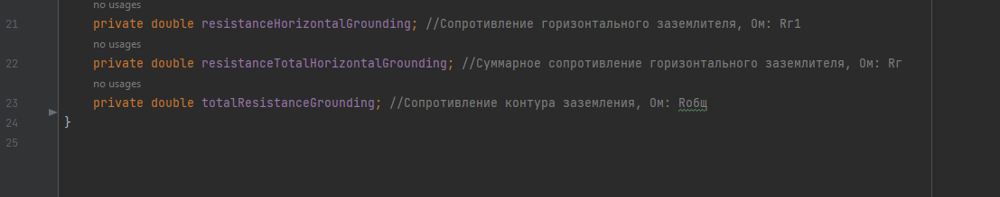 no usages
21 private double resistanceHorizontalGrounding; //Сопротивление горизонтального заземлителя, Ом: Rг1
no usages
22 private double resistanceTotalHorizontalGrounding; //Суммарное сопротивление горизонтального заземлителя, Ом: Rг
no usages
23 private double totalResistanceGrounding; //Сопротивление контура заземления, Ом: Rобщ
24 }
25